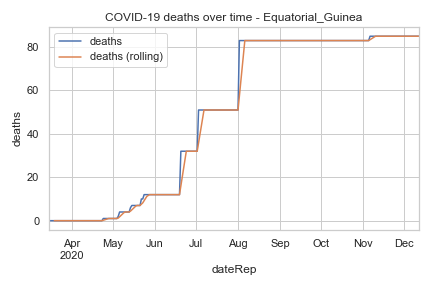 COVID-19 deaths over time - Equatorial_Guinea
deaths
deaths (rolling)
deaths
80
60
40
20
0
Apr May Jun Jul Aug Sep Oct Nov Dec
2020
dateRep